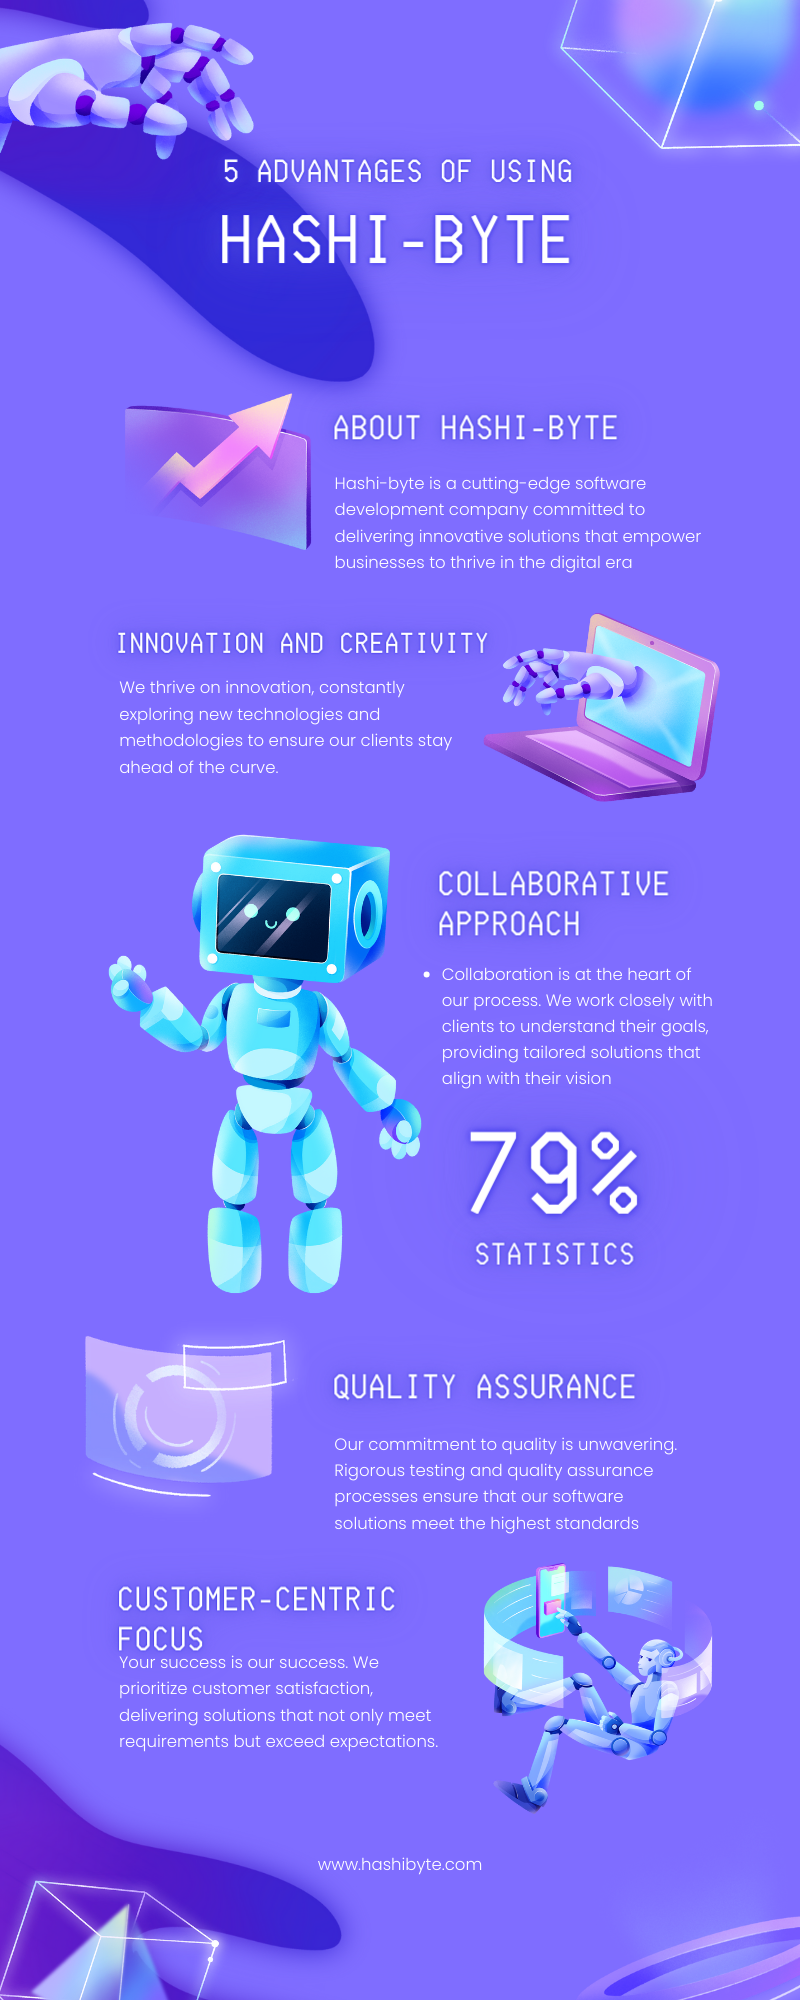 5 ADVANTAGES OF USING
HASHI-BYTE
ABOUT HASHI-BYTE
Hashi-byte is a cutting-edge software
development company committed to
delivering innovative solutions that empower
businesses to thrive in the digital era
INNOVATION AND CREATIVITY
We thrive on innovation, constantly
exploring new technologies and
methodologies to ensure our clients stay
ahead of the curve.
COLLABORATIVE
APPROACH
• Collaboration is at the heart of
our process. We work closely with
clients to understand their goals,
providing tailored solutions that
align with their vision
79%
STATISTICS
QUALITY ASSURANCE
Our commitment to quality is unwavering.
Rigorous testing and quality assurance
processes ensure that our software
solutions meet the highest standards
CUSTOMER-CENTRIC
FOCUS
Your success is our success. We
prioritize customer satisfaction,
delivering solutions that not only meet
requirements but exceed expectations.
www.hashibyte.com